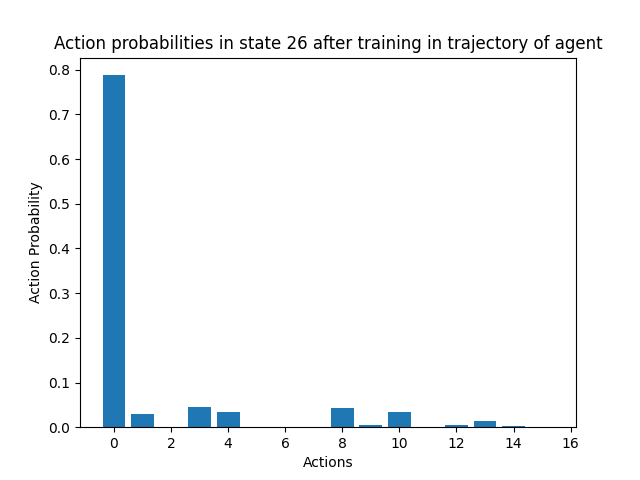 Action probabilities in state 26 after training in trajectory of agent
0.8
0.7
0.6
0.5
0.4
0.3
0.2
0.1
0.0
Action Probability
0 2 4 6 8 10 12 14 16
Actions